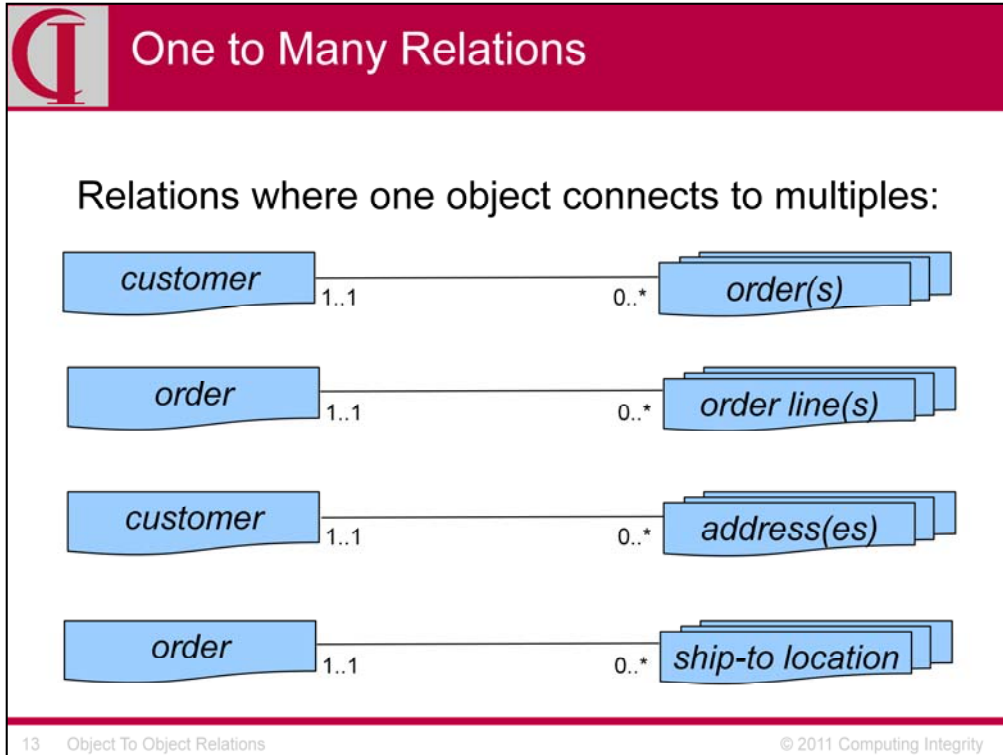 One to Many Relations
Relations where one object connects to multiples:
customer 1..1 0..* order(s)
order 1..1 0..* order line(s)
customer 1..1 0..* address(es)
order 1..1 0..* ship-to location
13 Object To Object Relations © 2011 Computing Integrity